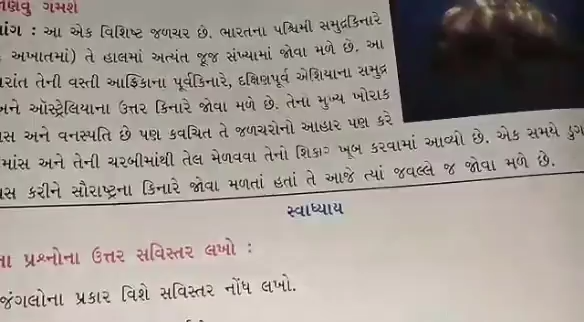 ગમશે
: આ એક વિશિષ્ટ જળચર છે. ભારતના પશ્ચિમી સમુદ્રકિનારે
અખાતમાં) તે હાલમાં અત્યંત જૂજ સંખ્યામાં જોવા મળે છે. આ
તેની વસ્તી આફ્રિકાના પૂર્વકિનારે, દક્ષિણપૂર્વ એશિયાના સમુદ્ર
અને ઑસ્ટ્રેલિયાના ઉત્તર કિનારે જોવા મળે છે. તેનો મુખ્ય ખોરાક
અને વનસ્પતિ છે પણ કવચિત તે જળચરોનો આહાર પણ કરે
માંસ અને તેની ચરબીમાંથી તેલ મેળવવા તેનો શિકાર ખૂબ કરવામાં આવ્યો છે. એક સમયે
કરીને સૌરાષ્ટ્રના કિનારે જોવા મળતાં હતાં તે આજે ત્યાં જવલ્લે જ જોવા મળે છે.
સ્વાધ્યાય
પ્રશ્નોના ઉત્તર સવિસ્તર લખો :
જંગલોના પ્રકાર વિશે સવિસ્તર નોંધ લખો.